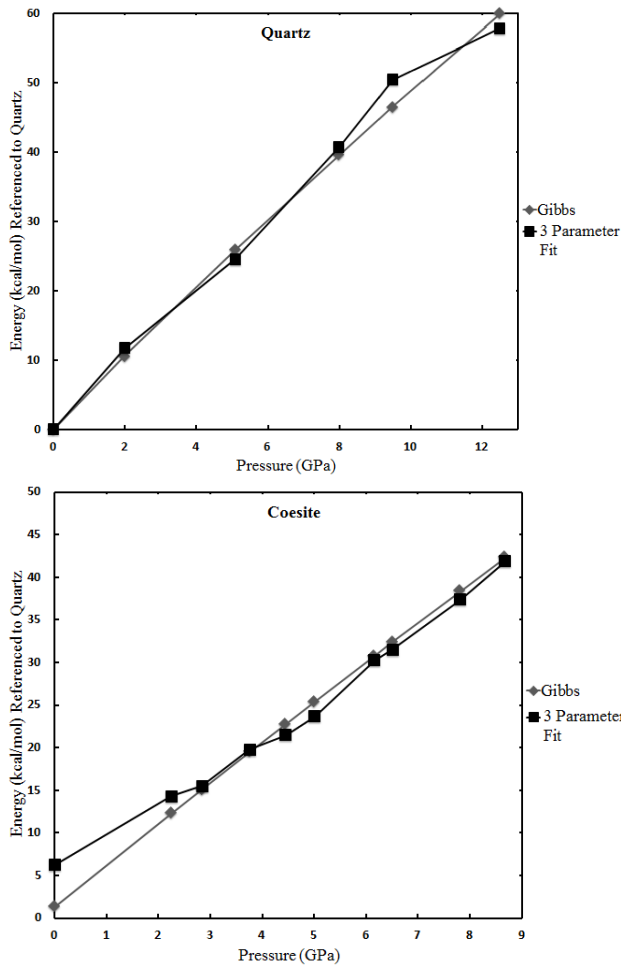 Quartz
Energy (kcal/mol) Referenced to Quartz
60
50
40
30
20
10
0
0 2 4 6 8 10 12
Pressure (GPa)
Gibbs
3 Parameter
Fit
Coesite
Energy (kcal/mol) Referenced to Quartz
50
45
40
35
30
25
20
15
10
5
0
0 1 2 3 4 5 6 7 8 9
Pressure (GPa)
Gibbs
3 Parameter
Fit